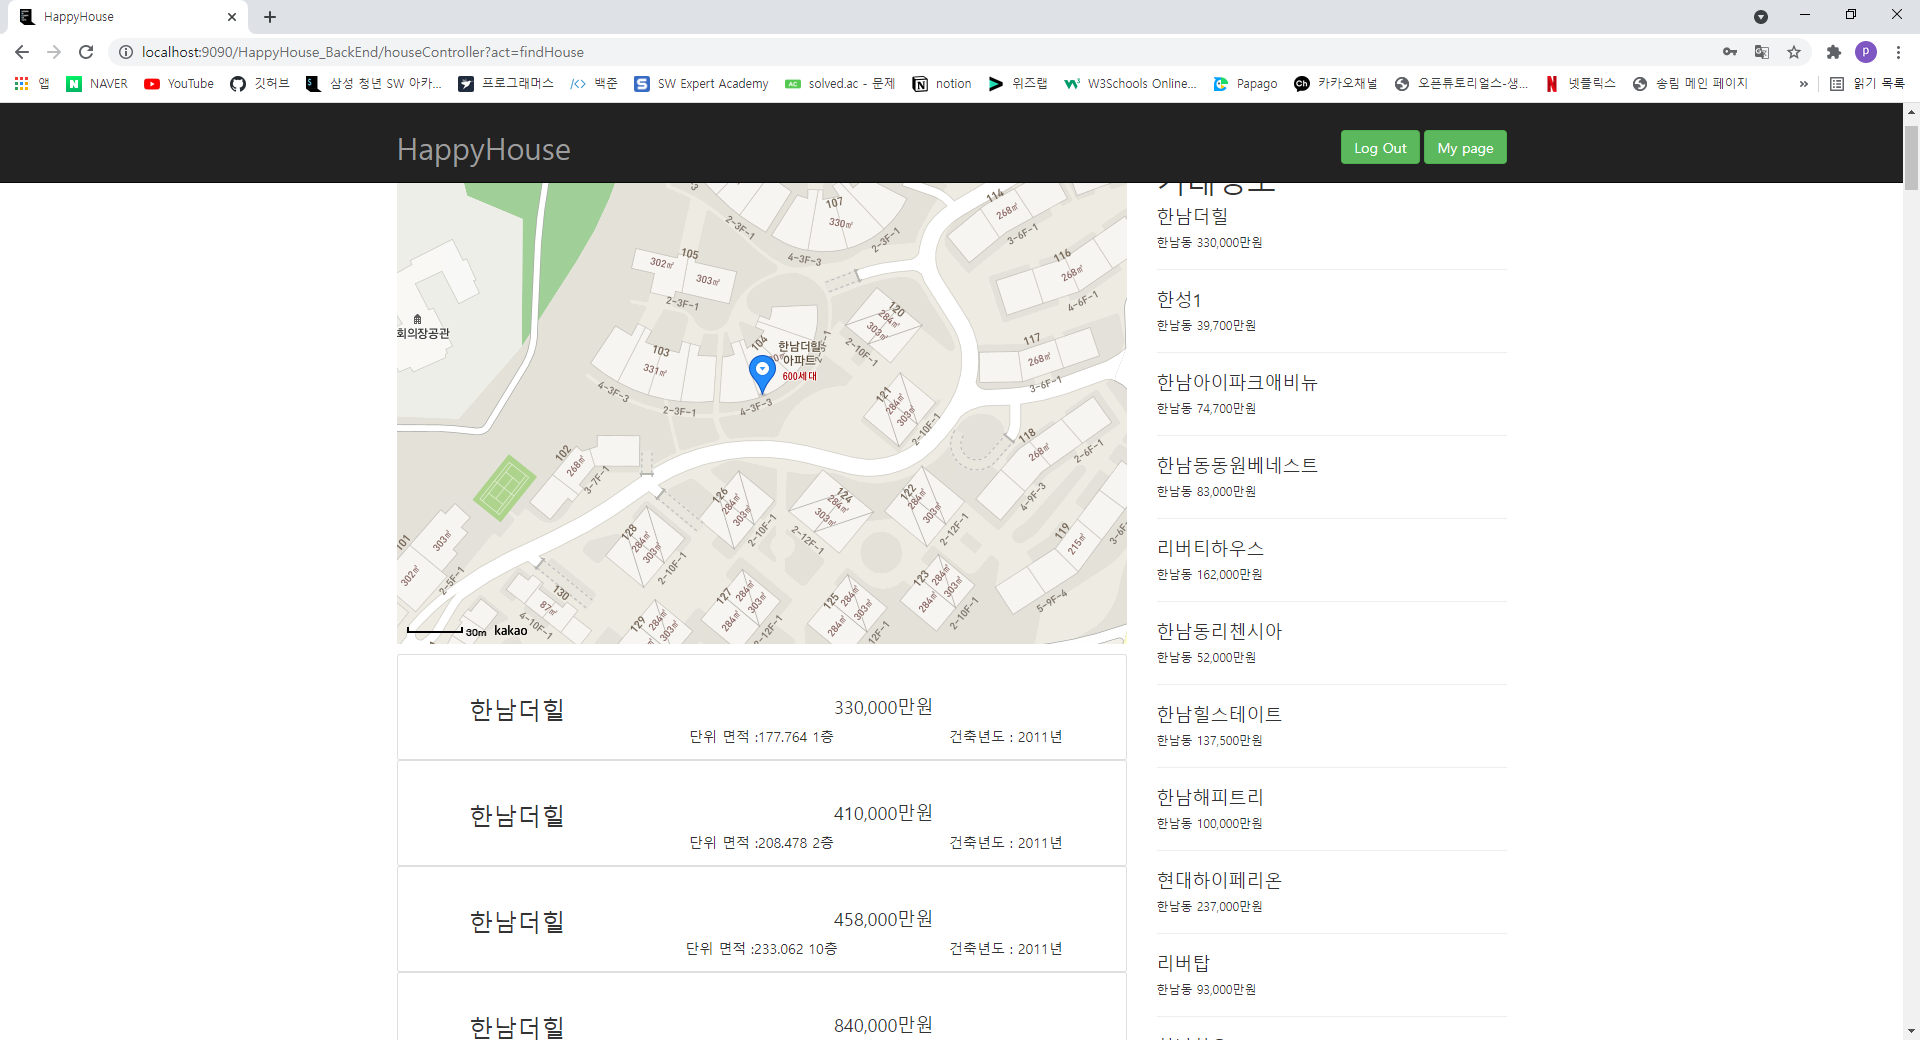 HappyHouse
localhost:9090/HappyHouse_BackEnd/houseController?act=findHouse
P
앱
NAVER
YouTube
깃허브
삼성 청년 SW 아카...
프로그래머스
백준
SW Expert Academy
solved.ac - 문제
notion
위즈랩
W3Schools Online...
Papago
카카오채널
오픈튜토리얼스-생...
넷플릭스
송림 메인 페이지
»
읽기 목록
HappyHouse
Log Out
My page
107
330㎡
2-3F-1
2-3F-1
4-3F-3
114
268㎡
3-6F-1
105
302㎡
303㎡
2-3F-1
116
268㎡
4-6F-1
회의장공관
120
284㎡
303㎡
2-10F-1
104
한남더힐
아파트
600세대
4-3F-3
103
331㎡
4-3F-3
2-3F-1
117
268㎡
3-6F-1
121
284㎡
303㎡
2-10F-1
118
268㎡
2-6F-1
4-9F-3
102
268㎡
3-7F-1
126
284㎡
303㎡
2-10F-1
124
284㎡
303㎡
2-12F-1
122
284㎡
303㎡
2-12F-1
119
215㎡
5-9F-4
101
303㎡
302㎡
2-5F-1
128
284㎡
303㎡
2-10F-1
130
87㎡
4-10F-1
129
284㎡
303㎡
127
284㎡
303㎡
284㎡
2-12F-1
125
284㎡
303㎡
284㎡
12F-1
123
284㎡
303㎡
284㎡
2-10F-1
30m
kakao
한남더힐
330,000만원
단위 면적 :177.764 1층
건축년도 : 2011년
한남더힐
410,000만원
단위 면적 :208.478 2층
건축년도 : 2011년
한남더힐
458,000만원
단위 면적 :233.062 10층
건축년도 : 2011년
한남더힐
840,000만원
한남더힐
한남동 330,000만원
한성1
한남동 39,700만원
한남아이파크애비뉴
한남동 74,700만원
한남동동원베네스트
한남동 83,000만원
리버티하우스
한남동 162,000만원
한남동리첸시아
한남동 52,000만원
한남힐스테이트
한남동 137,500만원
한남해피트리
한남동 100,000만원
현대하이페리온
한남동 237,000만원
리버탑
한남동 93,000만원